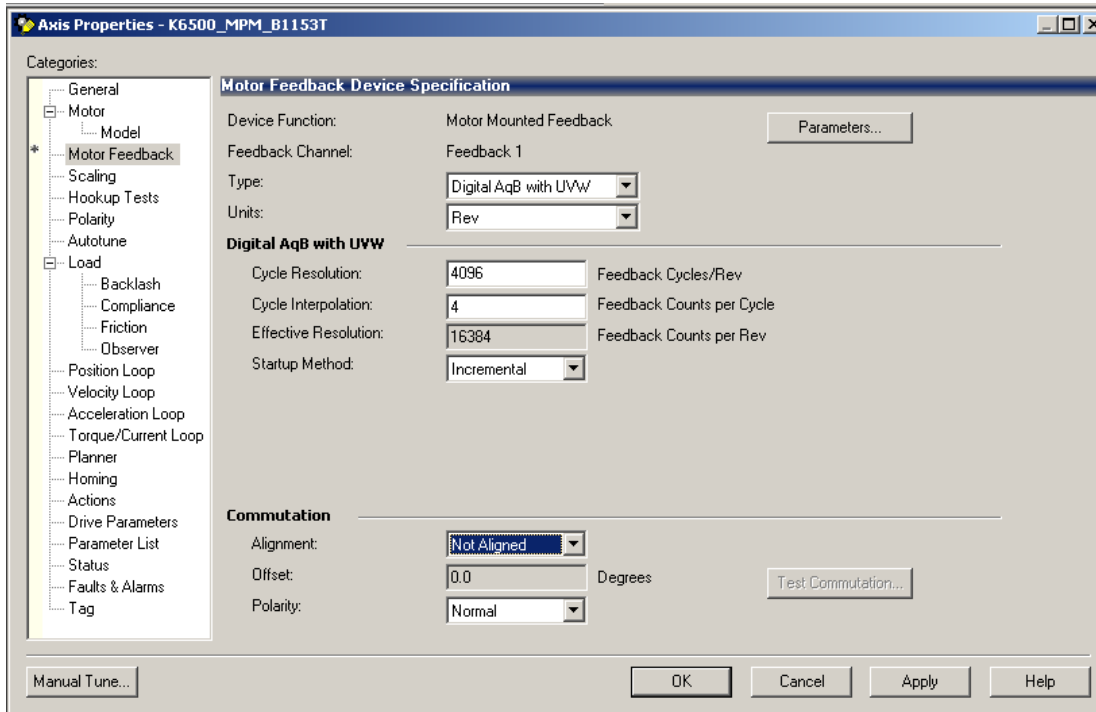 Axis Properties - K6500_MPM_B1153T
Categories:
General
Motor
Model
* Motor Feedback
Scaling
Hookup Tests
Polarity
Autotune
Load
Backlash
Compliance
Friction
Observer
Position Loop
Velocity Loop
Acceleration Loop
Torque/Current Loop
Planner
Homing
Actions
Drive Parameters
Parameter List
Status
Faults & Alarms
Tag
Motor Feedback Device Specification
Device Function: Motor Mounted Feedback Parameters...
Feedback Channel: Feedback 1
Type: Digital AqB with UVW
Units: Rev
Digital AqB with UVW
Cycle Resolution: 4096 Feedback Cycles/Rev
Cycle Interpolation: 4 Feedback Counts per Cycle
Effective Resolution: 16384 Feedback Counts per Rev
Startup Method: Incremental
Commutation
Alignment: Not Aligned
Offset: 0.0 Degrees Test Commutation...
Polarity: Normal
Manual Tune... OK Cancel Apply Help